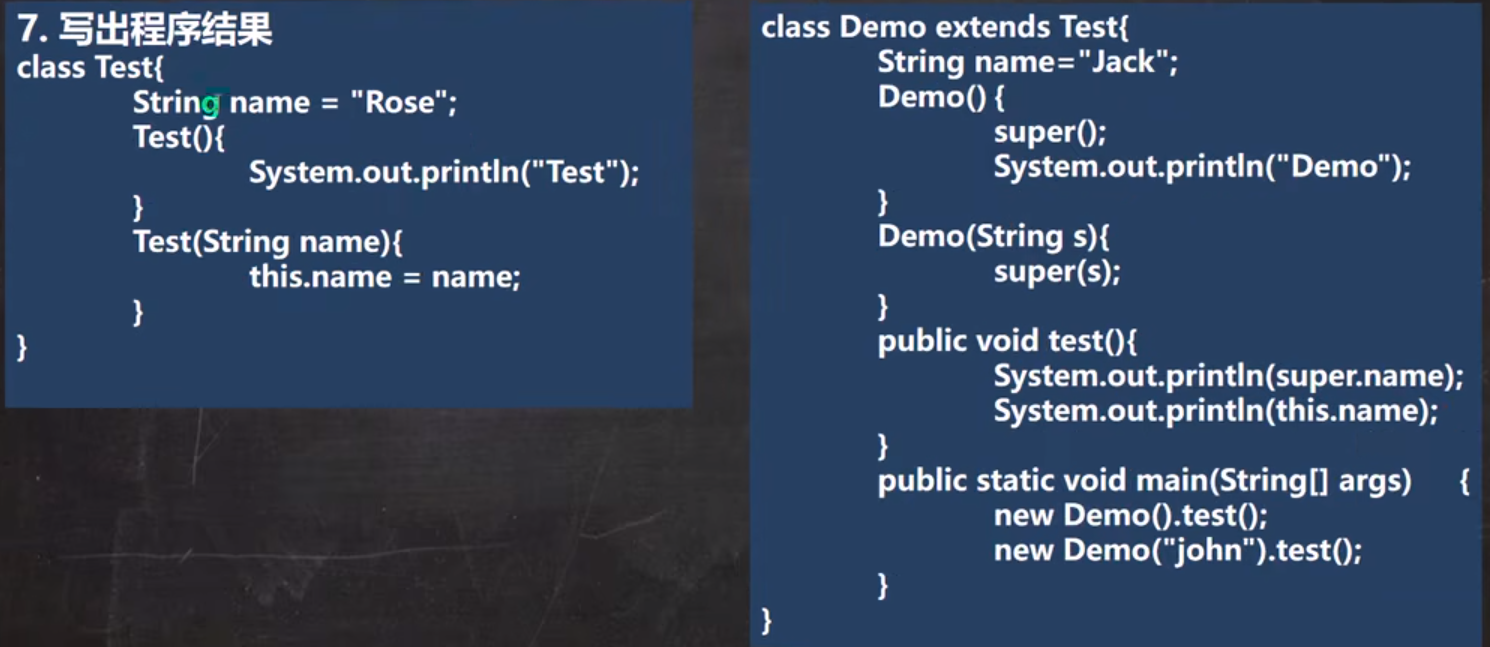 7. 写出程序结果
class Test{
String name = "Rose";
Test(){
System.out.println("Test");
}
Test(String name){
this.name = name;
}
}
class Demo extends Test{
String name="Jack";
Demo() {
super();
System.out.println("Demo");
}
Demo(String s){
super(s);
}
public void test(){
System.out.println(super.name);
System.out.println(this.name);
}
public static void main(String[] args) {
new Demo().test();
new Demo("john").test();
}
}